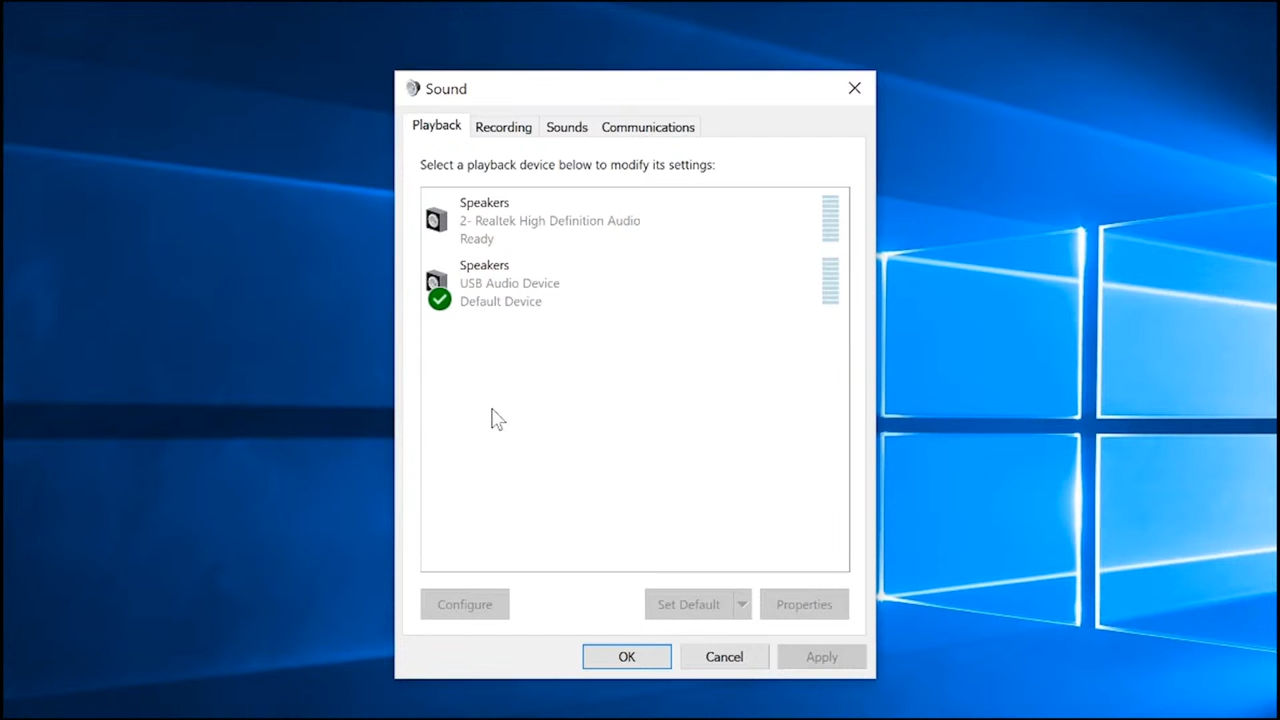 Sound
Playback
Recording
Sounds
Communications
Select a playback device below to modify its settings:
Speakers
2- Realtek High Definition Audio
Ready
Speakers
USB Audio Device
Default Device
Configure
Set Default
Properties
OK
Cancel
Apply